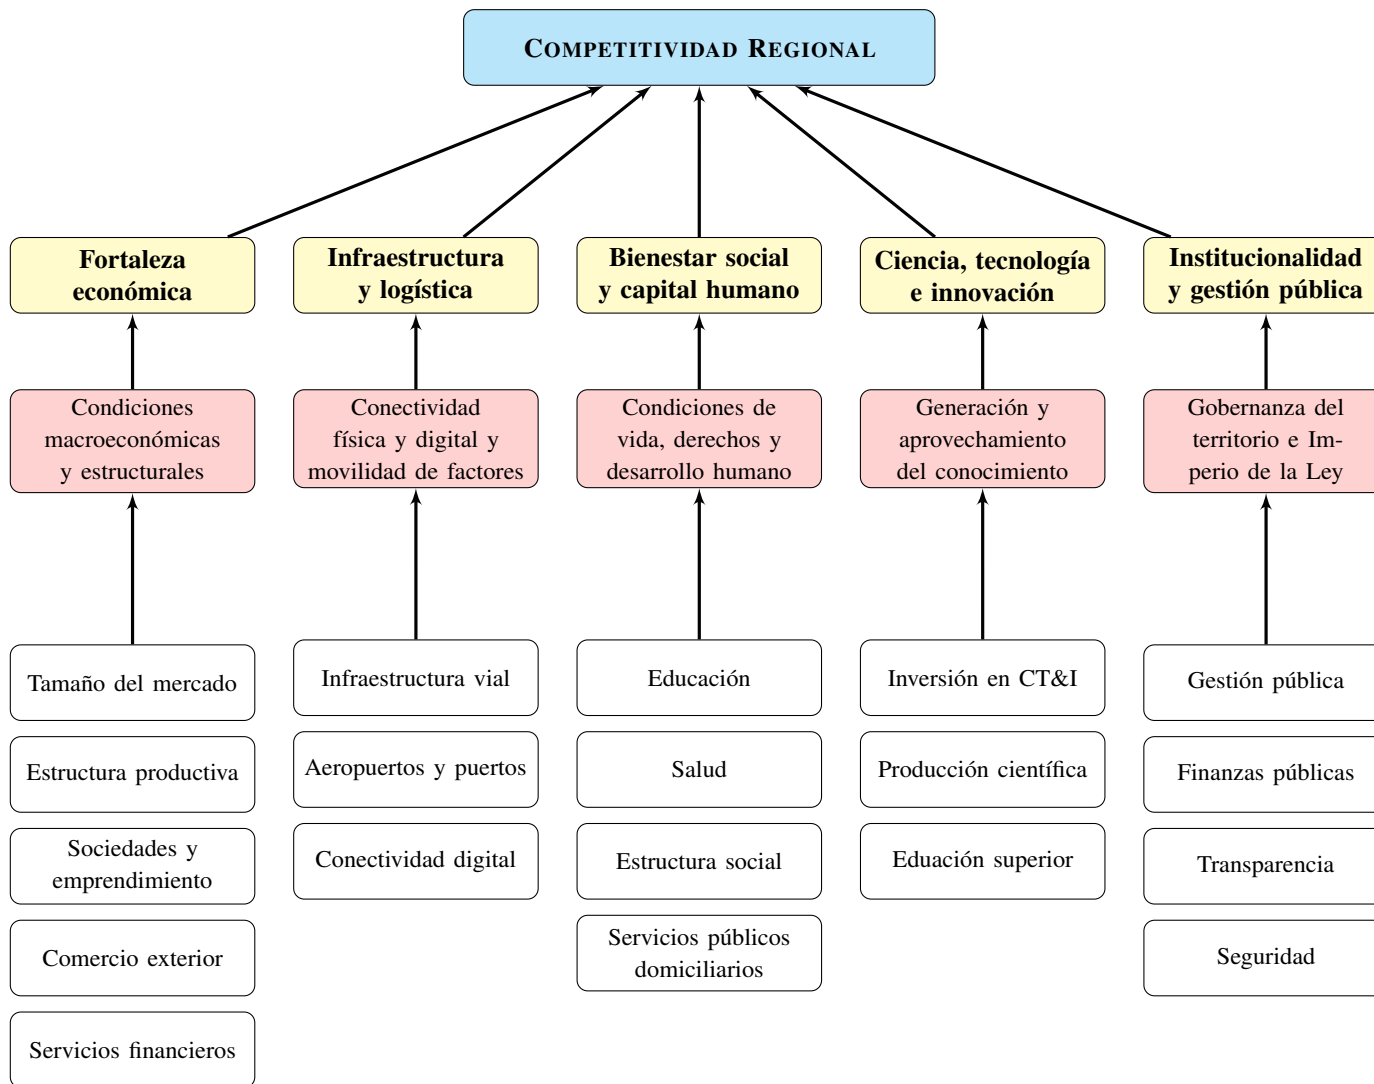 COMPETITIVIDAD REGIONAL
Fortaleza
económica
Infraestructura
y logística
Bienestar social
y capital humano
Ciencia, tecnología
e innovación
Institucionalidad
y gestión pública
Condiciones
macroeconómicas
y estructurales
Conectividad
física y digital y
movilidad de factores
Condiciones de
vida, derechos y
desarrollo humano
Generación y
aprovechamiento
del conocimiento
Gobernanza del
territorio e Im-
perio de la Ley
Tamaño del mercado
Estructura productiva
Sociedades y
emprendimiento
Comercio exterior
Servicios financieros
Infraestructura vial
Aeropuertos y puertos
Conectividad digital
Educación
Salud
Estructura social
Servicios públicos
domiciliarios
Inversión en CT&I
Producción científica
Eduación superior
Gestión pública
Finanzas públicas
Transparencia
Seguridad